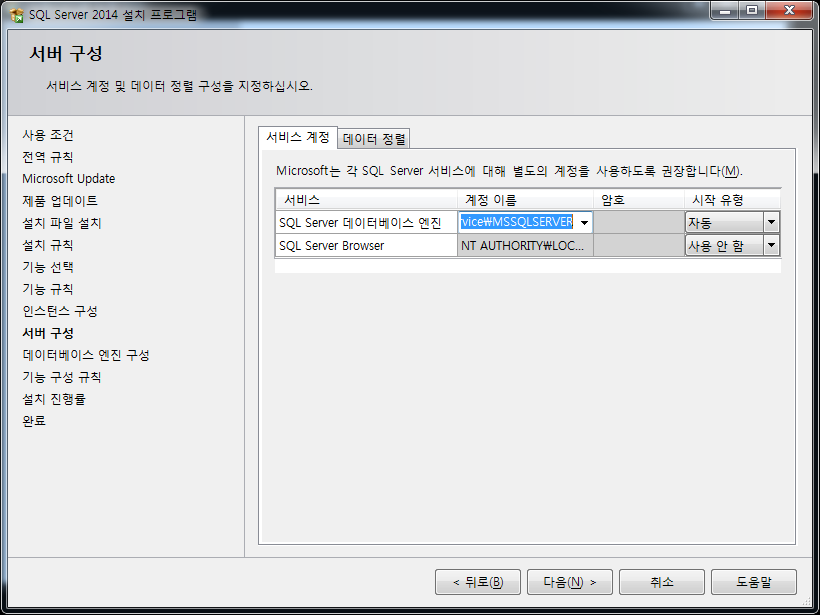 SQL Server 2014 설치 프로그램
서버 구성
서비스 계정 및 데이터 정렬 구성을 지정하십시오.
사용 조건
전역 규칙
Microsoft Update
제품 업데이트
설치 파일 설치
설치 규칙
기능 선택
기능 규칙
인스턴스 구성
서버 구성
데이터베이스 엔진 구성
기능 구성 규칙
설치 진행률
완료
서비스 계정 데이터 정렬
Microsoft는 각 SQL Server 서비스에 대해 별도의 계정을 사용하도록 권장합니다(M).
서비스 계정 이름 암호 시작 유형
SQL Server 데이터베이스 엔진 vice₩MSSQLSERVER 자동
SQL Server Browser NT AUTHORITY₩LOC... 사용 안 함
< 뒤로(B) 다음(N) > 취소 도움말